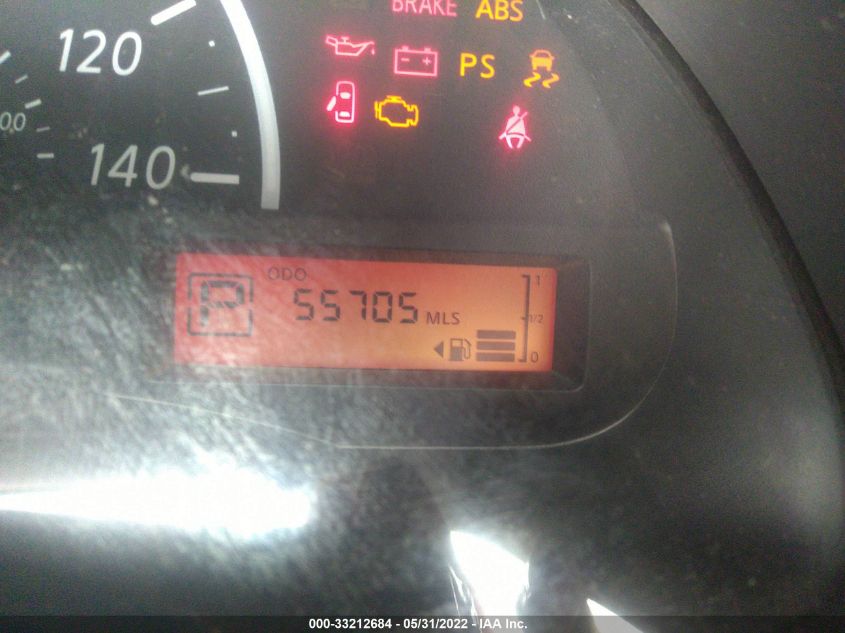 BRAKE ABS
120
PS
00
140
ODO
P 55705 MLS
1
1/2
0
000-33212684 - 05/31/2022 - IAA Inc.